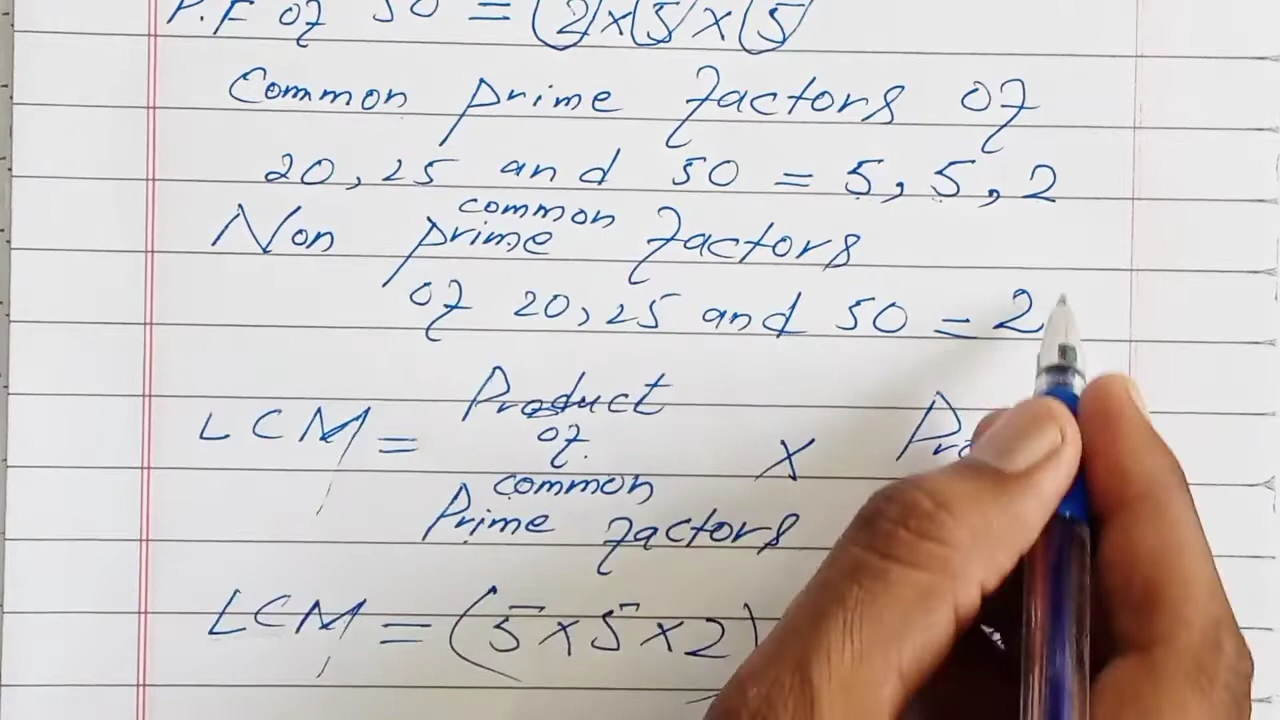 P.F of 50 = 2×5×5
Common prime factors of
20, 25 and 50 = 5, 5, 2
Non common prime factors
of 20, 25 and 50 = 2
LCM = Product of common Prime factors ×
LCM = (5×5×2)